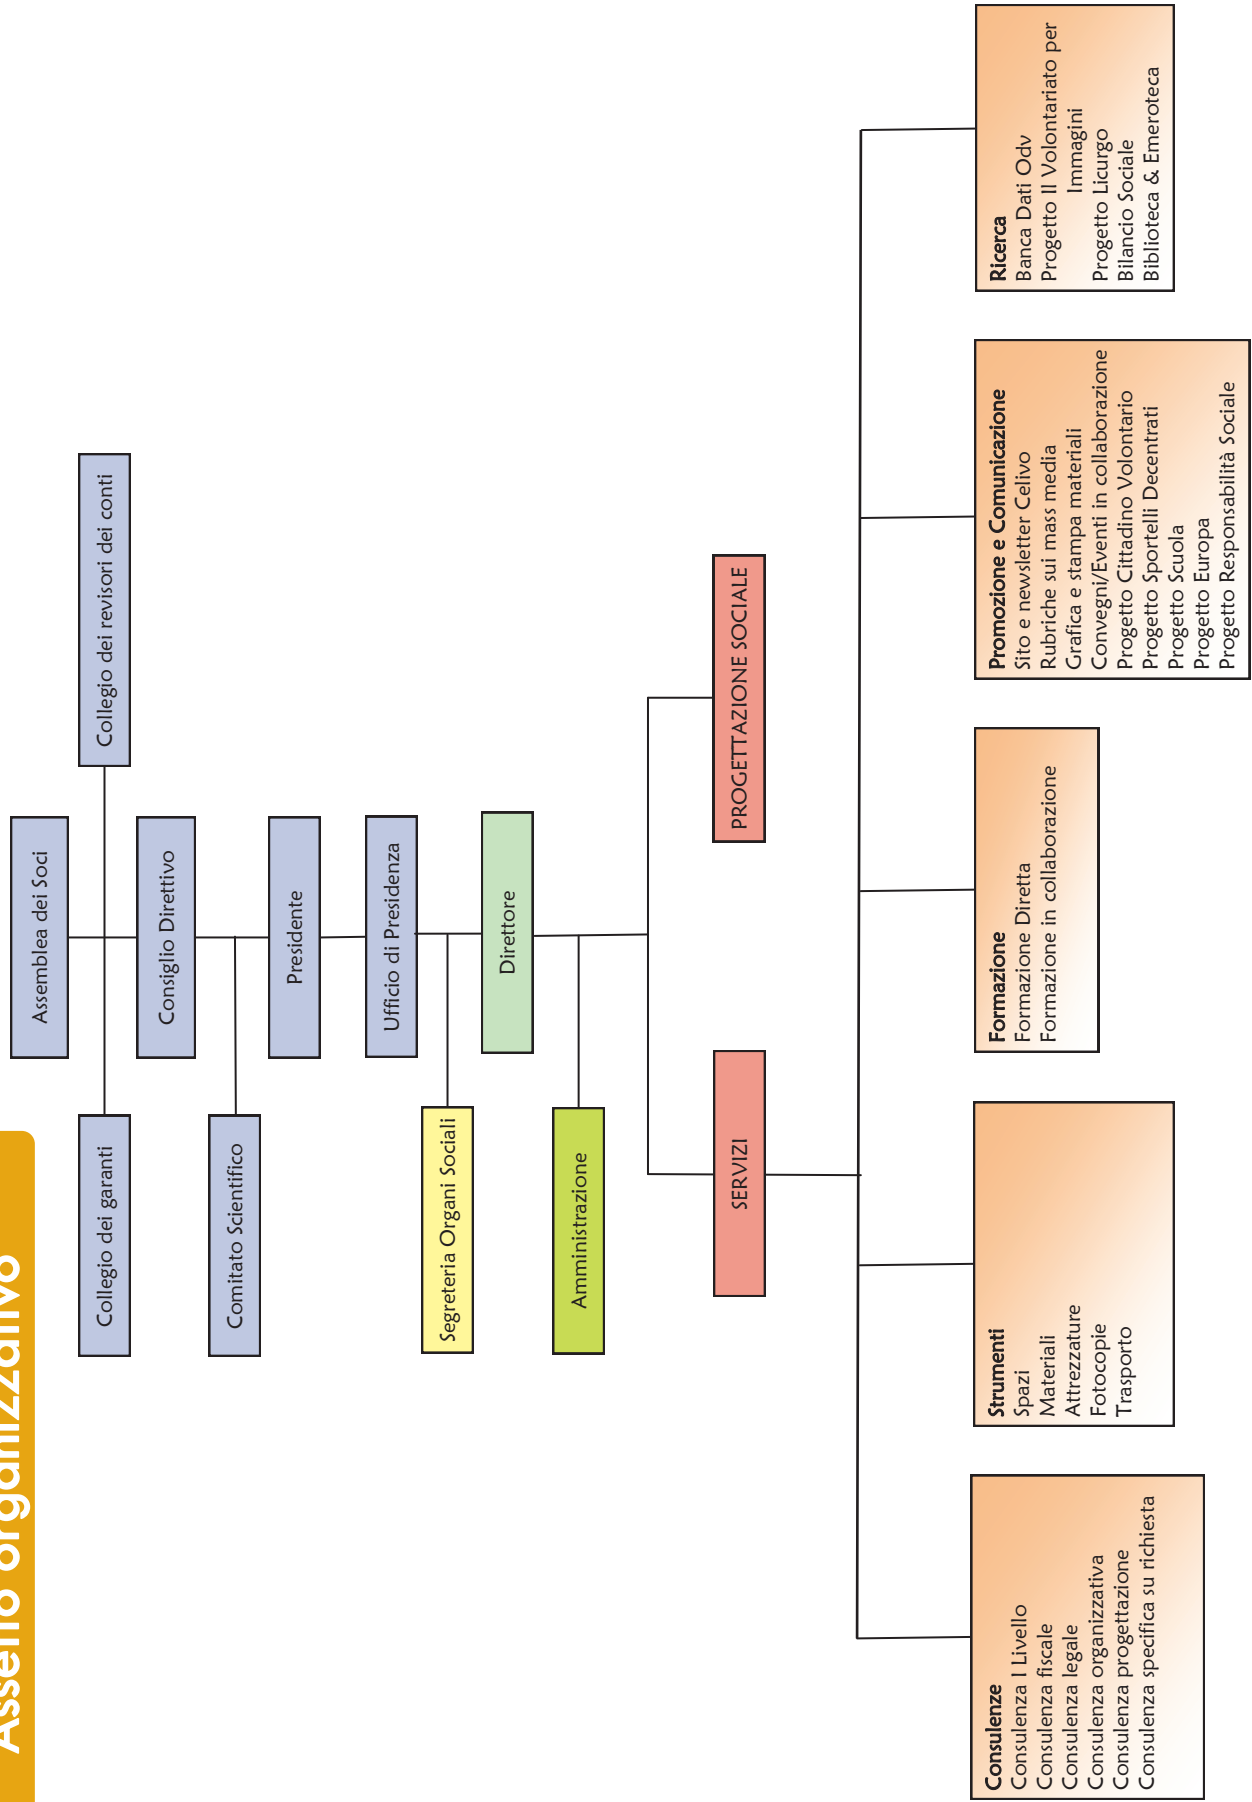 Assetto organizzativo
Assemblea dei Soci
Collegio dei garanti
Collegio dei revisori dei conti
Consiglio Direttivo
Comitato Scientifico
Presidente
Ufficio di Presidenza
Segreteria Organi Sociali
Direttore
Amministrazione
SERVIZI
PROGETTAZIONE SOCIALE
Consulenze
Consulenza I Livello
Consulenza fiscale
Consulenza legale
Consulenza organizzativa
Consulenza progettazione
Consulenza specifica su richiesta
Strumenti
Spazi
Materiali
Attrezzature
Fotocopie
Trasporto
Formazione
Formazione Diretta
Formazione in collaborazione
Promozione e Comunicazione
Sito e newsletter Celivo
Rubriche sui mass media
Grafica e stampa materiali
Convegni/Eventi in collaborazione
Progetto Cittadino Volontario
Progetto Sportelli Decentrati
Progetto Scuola
Progetto Europa
Progetto Responsabilità Sociale
Ricerca
Banca Dati Odv
Progetto Il Volontariato per
Immagini
Progetto Licurgo
Bilancio Sociale
Biblioteca & Emeroteca